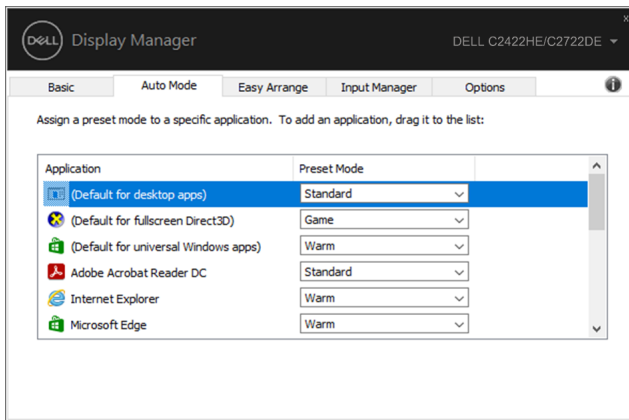 x
DELL Display Manager DELL C2422HE/C2722DE
Basic Auto Mode Easy Arrange Input Manager Options i
Assign a preset mode to a specific application. To add an application, drag it to the list:
Application Preset Mode
(Default for desktop apps) Standard
(Default for fullscreen Direct3D) Game
(Default for universal Windows apps) Warm
Adobe Acrobat Reader DC Standard
Internet Explorer Warm
Microsoft Edge Warm